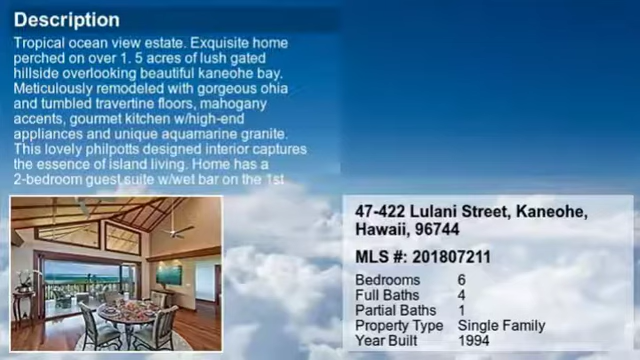 Description
Tropical ocean view estate. Exquisite home
perched on over 1. 5 acres of lush gated
hillside overlooking beautiful kaneohe bay.
Meticulously remodeled with gorgeous ohia
and tumbled travertine floors, mahogany
accents, gourmet kitchen w/high-end
appliances and unique aquamarine granite.
This lovely philpotts designed interior captures
the essence of island living. Home has a
2-bedroom guest suite w/wet bar on the 1st
47-422 Lulani Street, Kaneohe,
Hawaii, 96744
MLS #: 201807211
Bedrooms 6
Full Baths 4
Partial Baths 1
Property Type Single Family
Year Built 1994